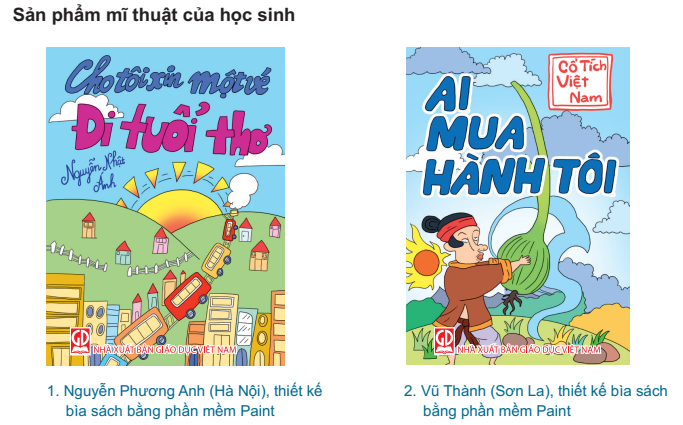 Sản phẩm mĩ thuật của học sinh
Cho tôi xin một vé
Đi tuổi thơ
Nguyễn Nhật
Ánh
NHÀ XUẤT BẢN GIÁO DỤC VIỆT NAM
1. Nguyễn Phương Anh (Hà Nội), thiết kế
bìa sách bằng phần mềm Paint
Cổ Tích
Việt
Nam
AI
MUA
HÀNH TÔI
NHÀ XUẤT BẢN GIÁO DỤC VIỆT NAM
2. Vũ Thành (Sơn La), thiết kế bìa sách
bằng phần mềm Paint